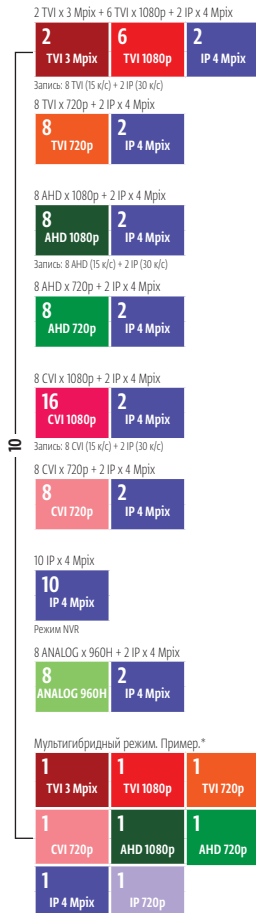 2 TVI x 3 Mpix + 6 TVI x 1080p + 2 IP x 4 Mpix
2 6 2
TVI 3 Mpix TVI 1080p IP 4 Mpix
Запись: 8 TVI (15 к/с) + 2 IP (30 к/с)
8 TVI x 720p + 2 IP x 4 Mpix
8 2
TVI 720p IP 4 Mpix
8 AHD x 1080p + 2 IP x 4 Mpix
8 2
AHD 1080p IP 4 Mpix
Запись: 8 AHD (15 к/с) + 2 IP (30 к/с)
8 AHD x 720p + 2 IP x 4 Mpix
8 2
AHD 720p IP 4 Mpix
8 CVI x 1080p + 2 IP x 4 Mpix
16 2
CVI 1080p IP 4 Mpix
10
Запись: 8 CVI (15 к/с) + 2 IP (30 к/с)
8 CVI x 720p + 2 IP x 4 Mpix
8 2
CVI 720p IP 4 Mpix
10 IP x 4 Mpix
10
IP 4 Mpix
Режим NVR
8 ANALOG x 960H + 2 IP x 4 Mpix
8 2
ANALOG 960H IP 4 Mpix
Мультигибридный режим. Пример.*
1 1 1
TVI 3 Mpix TVI 1080p TVI 720p
1 1 1
CVI 720p AHD 1080p AHD 720p
1 1
IP 4 Mpix IP 720p